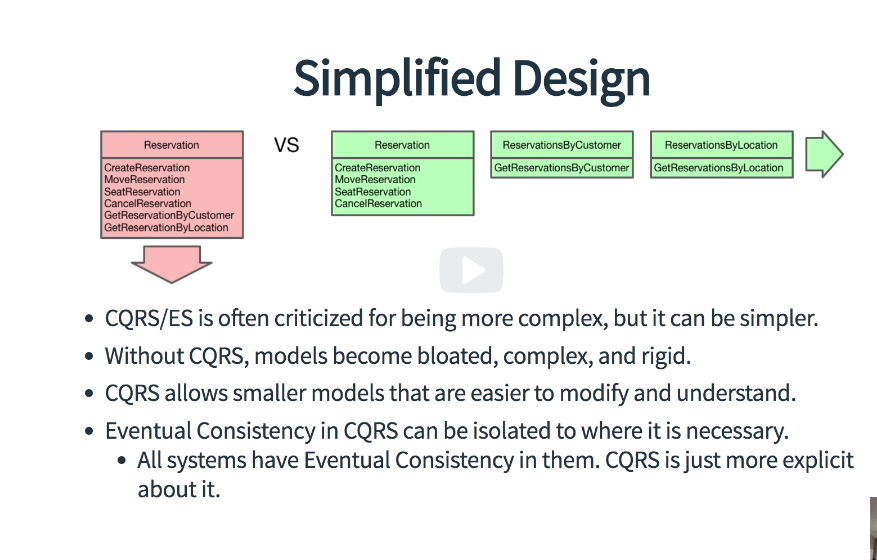 Simplified Design
Reservation
CreateReservation
MoveReservation
SeatReservation
CancelReservation
GetReservationByCustomer
GetReservationByLocation
VS
Reservation
CreateReservation
MoveReservation
SeatReservation
CancelReservation
ReservationsByCustomer
GetReservationsByCustomer
ReservationsByLocation
GetReservationsByLocation
• CQRS/ES is often criticized for being more complex, but it can be simpler.
• Without CQRS, models become bloated, complex, and rigid.
• CQRS allows smaller models that are easier to modify and understand.
• Eventual Consistency in CQRS can be isolated to where it is necessary.
• All systems have Eventual Consistency in them. CQRS is just more explicit
about it.